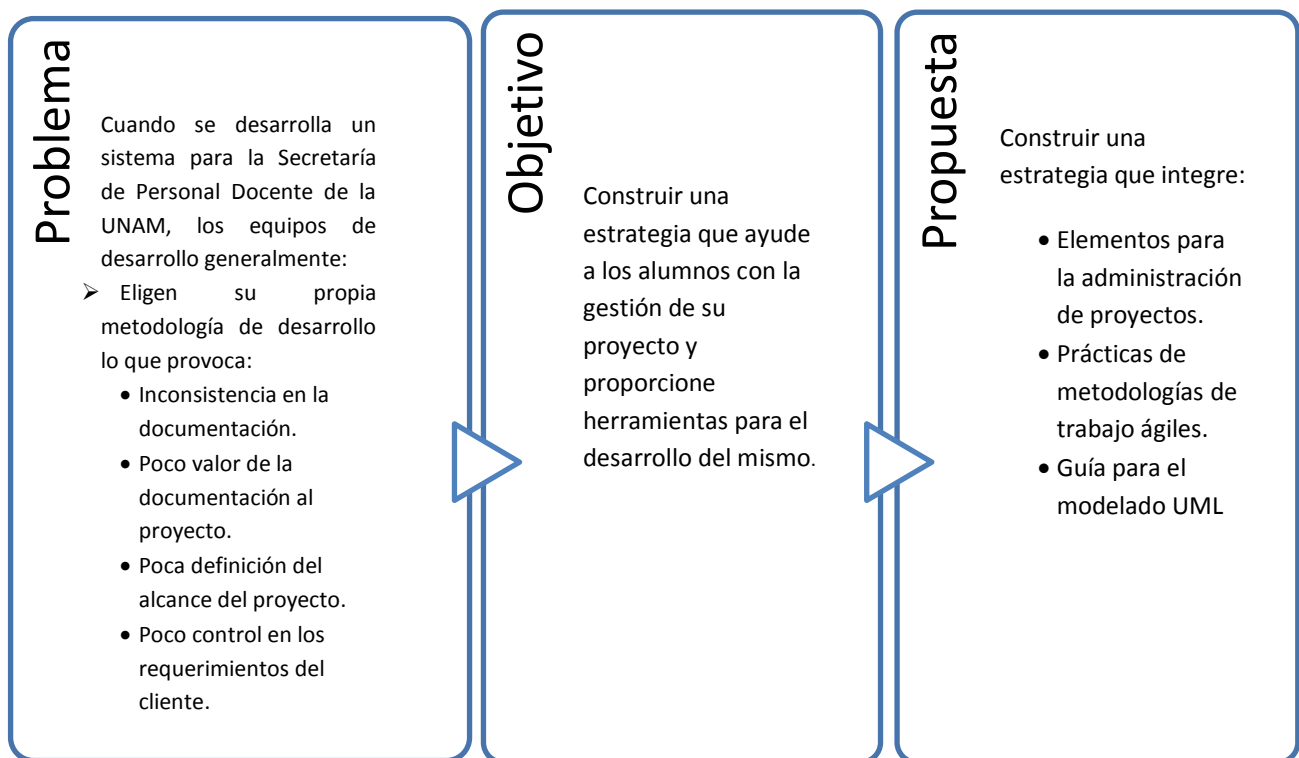 Problema
Cuando se desarrolla un
sistema para la Secretaría
de Personal Docente de la
UNAM, los equipos de
desarrollo generalmente:
➢ Eligen su propia
metodología de desarrollo
lo que provoca:
• Inconsistencia en la
documentación.
• Poco valor de la
documentación al
proyecto.
• Poca definición del
alcance del proyecto.
• Poco control en los
requerimientos del
cliente.
Objetivo
Construir una
estrategia que ayude
a los alumnos con la
gestión de su
proyecto y
proporcione
herramientas para el
desarrollo del mismo.
Propuesta
Construir una
estrategia que integre:
• Elementos para
la administración
de proyectos.
• Prácticas de
metodologías de
trabajo ágiles.
• Guía para el
modelado UML